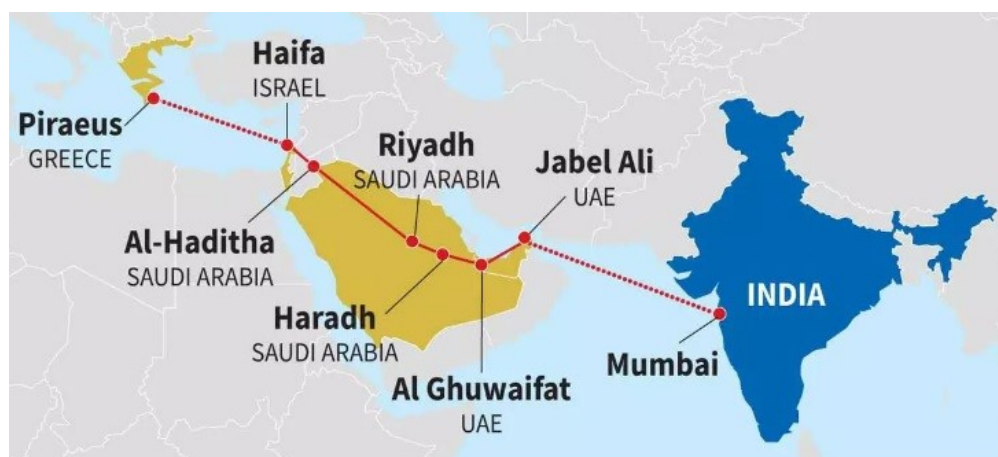 Haifa
ISRAEL
Piraeus
GREECE
Riyadh
SAUDI ARABIA
Jabel Ali
UAE
Al-Haditha
SAUDI ARABIA
Haradh
SAUDI ARABIA
Al Ghuwaifat
UAE
INDIA
Mumbai